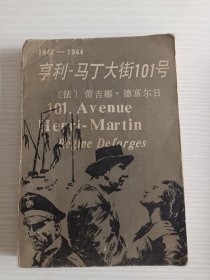 1942—1944
亨利-马丁大街101号
〔法〕雷吉娜·德富尔日
101, Avenue
Henri-Martin
Régine Deforges